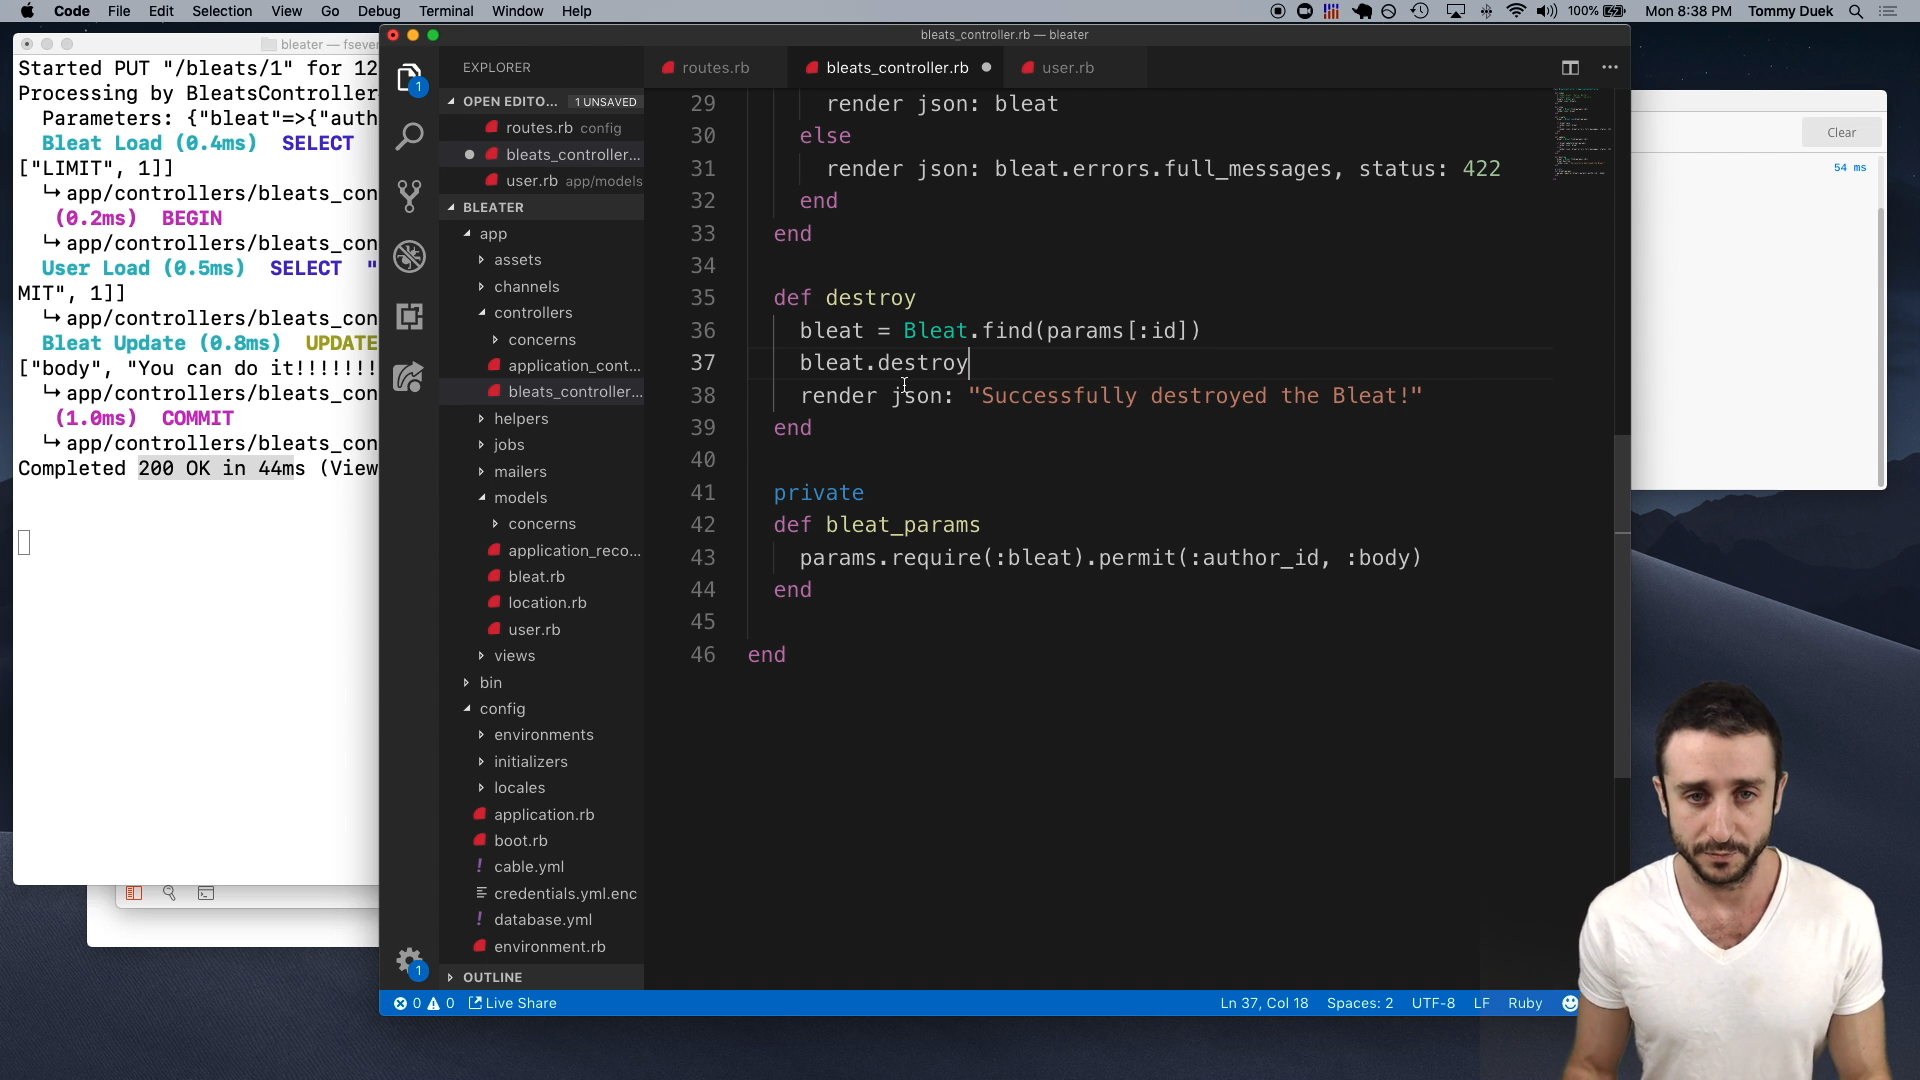 Code File Edit Selection View Go Debug Terminal Window Help
100% Mon 8:38 PM Tommy Duek
bleater — fseve
Started PUT "/bleats/1" for 12
Processing by BleatsController
Parameters: {"bleat"=>{"auth
Bleat Load (0.4ms) SELECT
["LIMIT", 1]]
↳ app/controllers/bleats_con
(0.2ms) BEGIN
↳ app/controllers/bleats_con
User Load (0.5ms) SELECT "
MIT", 1]]
↳ app/controllers/bleats_con
Bleat Update (0.8ms) UPDATE
["body", "You can do it!!!!!!!
(1.0ms) COMMIT
↳ app/controllers/bleats_con
Completed 200 OK in 44ms (View
bleats_controller.rb — bleater
EXPLORER
OPEN EDITO... 1 UNSAVED
routes.rb config
bleats_controller...
user.rb app/models
BLEATER
app
assets
channels
controllers
concerns
application_cont...
bleats_controller...
helpers
jobs
mailers
models
concerns
application_reco...
bleat.rb
location.rb
user.rb
views
bin
config
environments
initializers
locales
application.rb
boot.rb
cable.yml
credentials.yml.enc
database.yml
environment.rb
OUTLINE
1
1
routes.rb bleats_controller.rb user.rb
29 render json: bleat
30 else
31 render json: bleat.errors.full_messages, status: 422
32 end
33 end
34
35 def destroy
36 bleat = Bleat.find(params[:id])
37 bleat.destroy
38 render json: "Successfully destroyed the Bleat!"
39 end
40
41 private
42 def bleat_params
43 params.require(:bleat).permit(:author_id, :body)
44 end
45
46 end
0 0 Live Share
Ln 37, Col 18 Spaces: 2 UTF-8 LF Ruby
Clear
54 ms